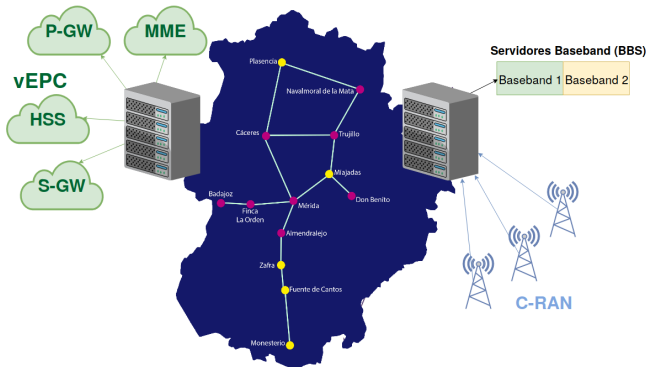 P-GW
MME
vEPC
HSS
S-GW
Plasencia
Navalmoral de la Mata
Cáceres
Trujillo
Miajadas
Don Benito
Badajoz
Finca
La Orden
Mérida
Almendralejo
Zafra
Fuente de Cantos
Monesterio
Servidores Baseband (BBS)
Baseband 1
Baseband 2
C-RAN